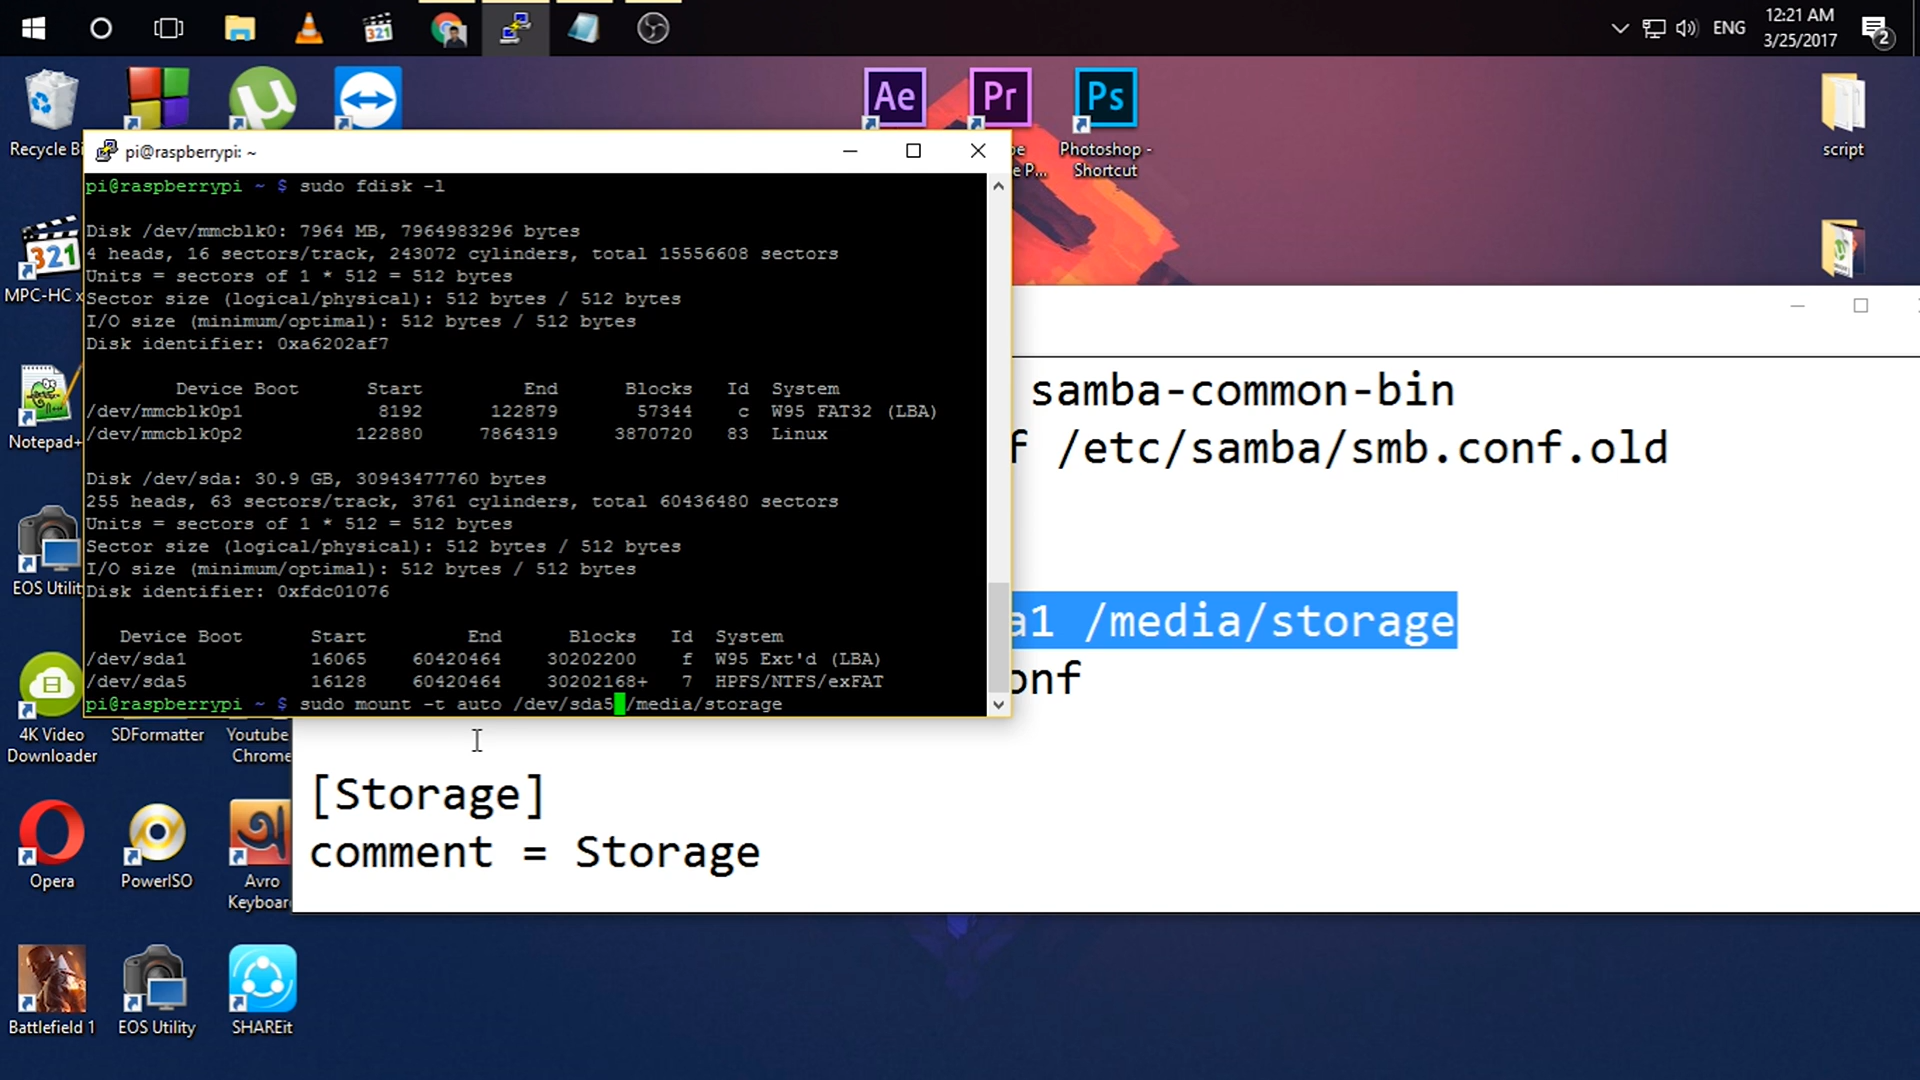 ENG
12:21 AM
3/25/2017
2
Ae
Pr
Ps
Recycle Bi
pe
e P...
Photoshop -
Shortcut
script
pi@raspberrypi: ~
pi@raspberrypi ~ $ sudo fdisk -l
Disk /dev/mmcblk0: 7964 MB, 7964983296 bytes
4 heads, 16 sectors/track, 243072 cylinders, total 15556608 sectors
Units = sectors of 1 * 512 = 512 bytes
Sector size (logical/physical): 512 bytes / 512 bytes
I/O size (minimum/optimal): 512 bytes / 512 bytes
Disk identifier: 0xa6202af7
Device Boot Start End Blocks Id System
/dev/mmcblk0p1 8192 122879 57344 c W95 FAT32 (LBA)
/dev/mmcblk0p2 122880 7864319 3870720 83 Linux
Disk /dev/sda: 30.9 GB, 30943477760 bytes
255 heads, 63 sectors/track, 3761 cylinders, total 60436480 sectors
Units = sectors of 1 * 512 = 512 bytes
Sector size (logical/physical): 512 bytes / 512 bytes
I/O size (minimum/optimal): 512 bytes / 512 bytes
Disk identifier: 0xfdc01076
Device Boot Start End Blocks Id System
/dev/sda1 16065 60420464 30202200 f W95 Ext'd (LBA)
/dev/sda5 16128 60420464 30202168+ 7 HPFS/NTFS/exFAT
pi@raspberrypi ~ $ sudo mount -t auto /dev/sda5 /media/storage
samba-common-bin
f /etc/samba/smb.conf.old
a1 /media/storage
onf
[Storage]
comment = Storage
321
MPC-HC x
Notepad+
EOS Utilit
4K Video
Downloader
SDFormatter
Youtube
Chrome
Opera
PowerISO
Avro
Keyboard
Battlefield 1
EOS Utility
SHAREit